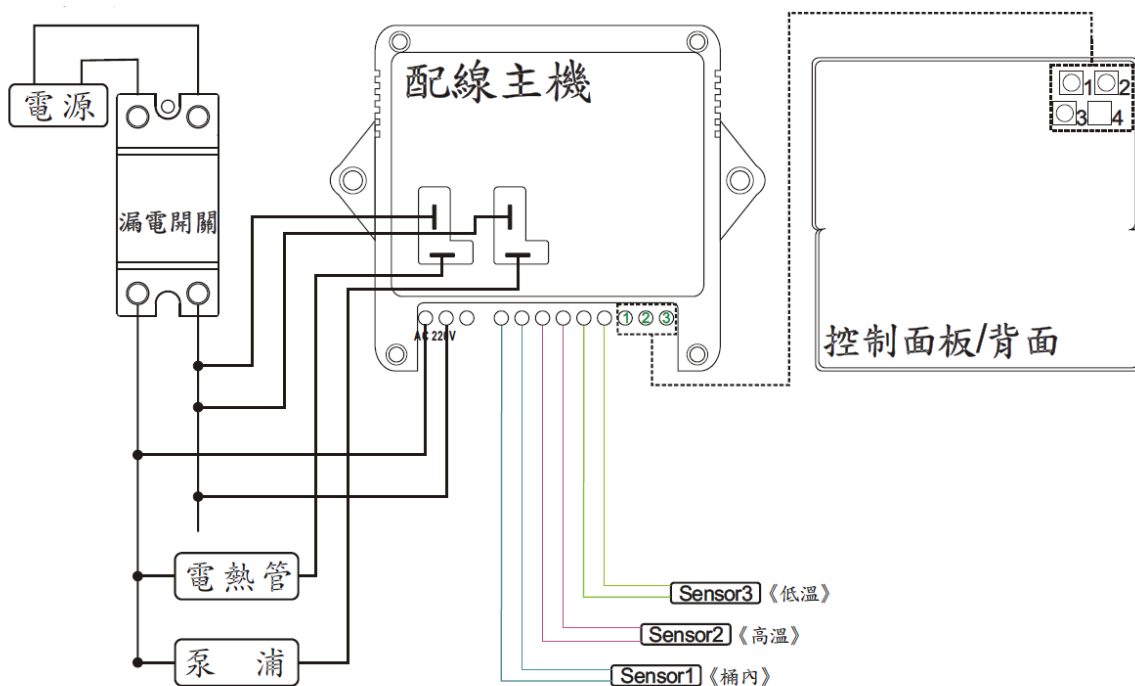 電源
漏電開關
配線主機
AC 220V
1 2 3
1 2
3 4
控制面板/背面
電熱管
泵浦
Sensor3《低溫》
Sensor2《高溫》
Sensor1《桶內》